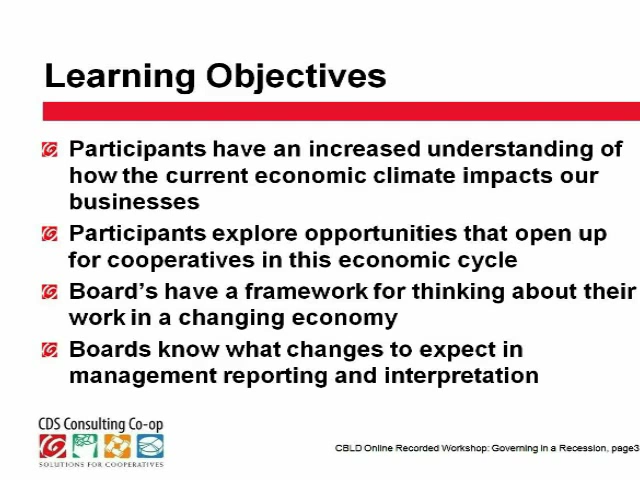 Learning Objectives
Participants have an increased understanding of
how the current economic climate impacts our
businesses
Participants explore opportunities that open up
for cooperatives in this economic cycle
Board's have a framework for thinking about their
work in a changing economy
Boards know what changes to expect in
management reporting and interpretation
CDS Consulting Co-op
SOLUTIONS FOR COOPERATIVES
CBLD Online Recorded Workshop: Governing in a Recession, page3